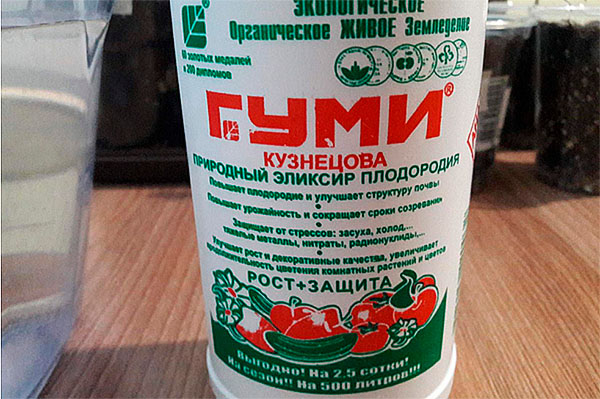 ЭКОЛОГИЧЕСКОЕ
Органическое ЖИВОЕ Земледелие
60 золотых медалей
и 200 дипломов
ГУМИ®
КУЗНЕЦОВА
ПРИРОДНЫЙ ЭЛИКСИР ПЛОДОРОДИЯ
Повышает плодородие и улучшает структуру почвы
Повышает урожайность и сокращает сроки созревания
Защищает от стрессов: засуха, холод,...
тяжелые металлы, нитраты, радионуклиды,...
Улучшает рост и декоративные качества, увеличивает
продолжительность цветения комнатных растений и цветов
РОСТ+ЗАЩИТА
Выгодно! На 2.5 сотки!
На сезон!! На 500 литров!!!